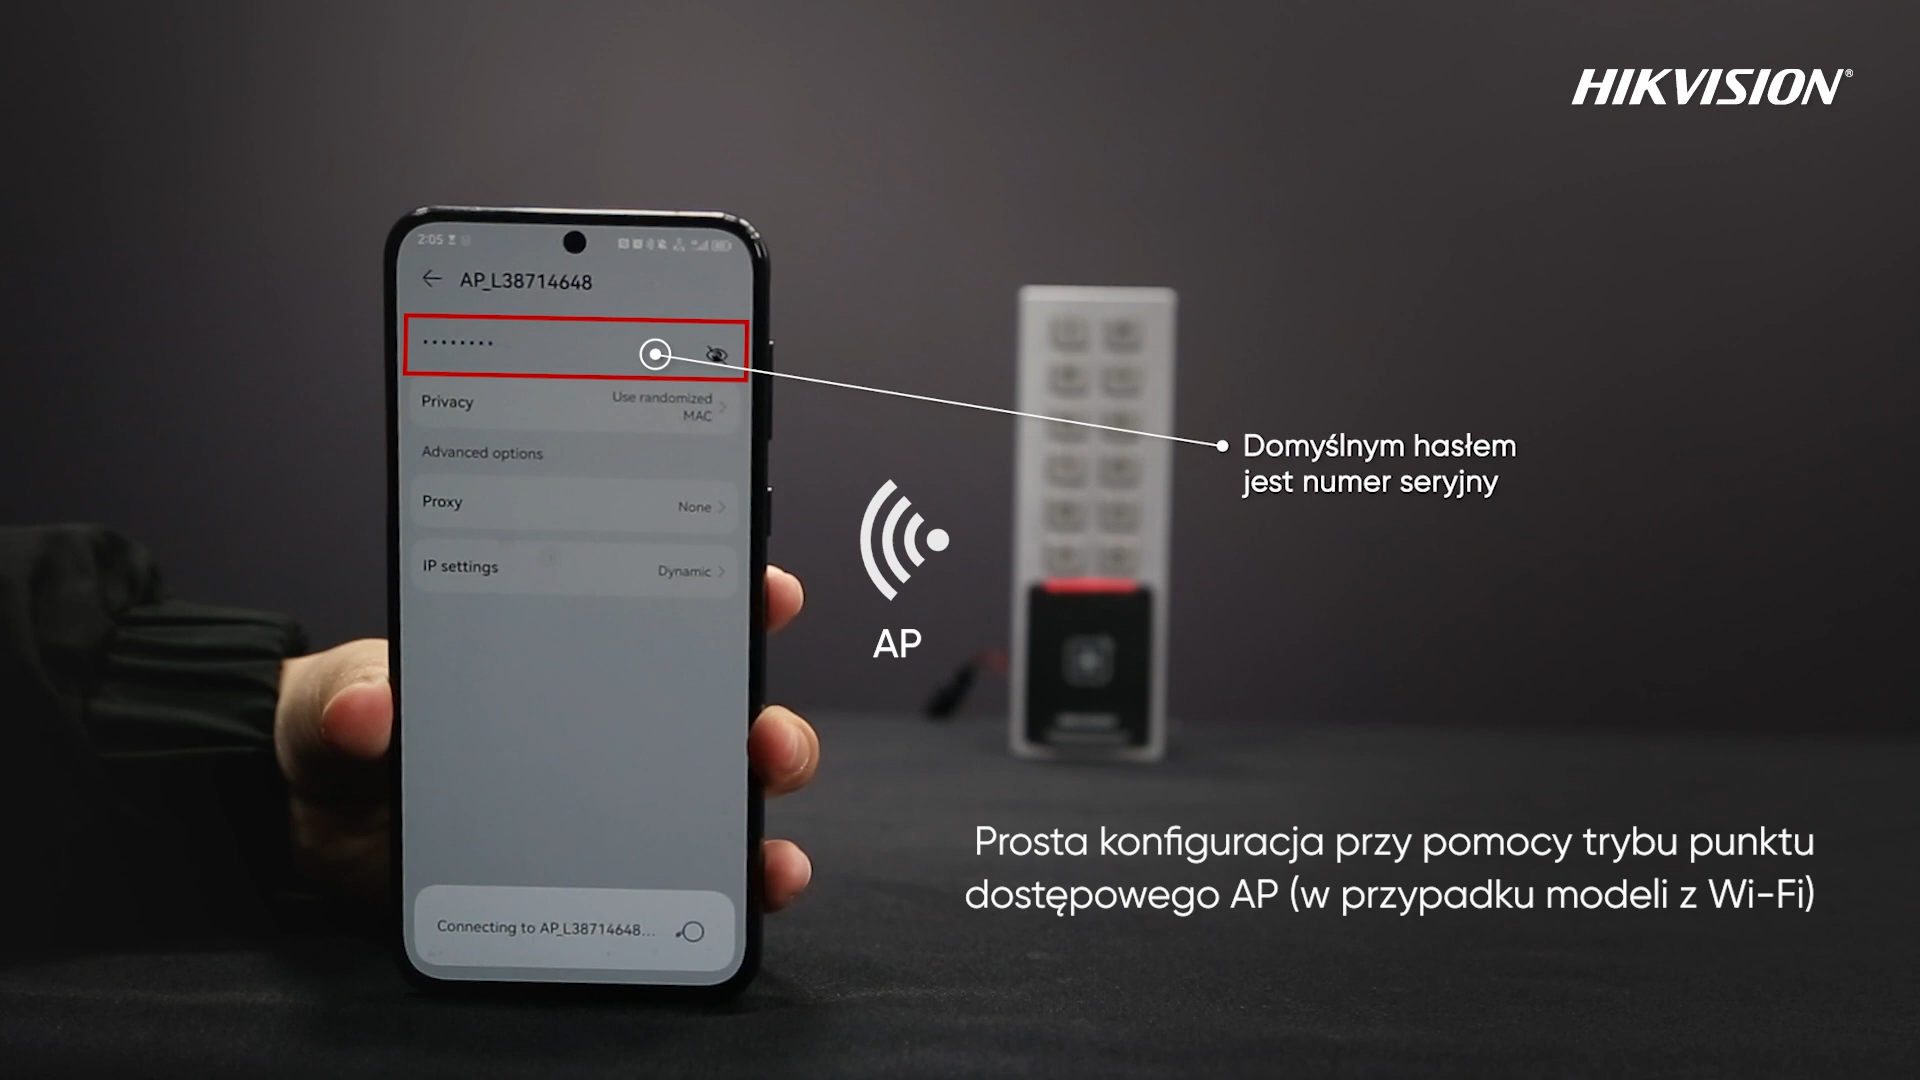 HIKVISION®
2:05
AP_L38714648
••••••••
Privacy
Use randomized
MAC
Advanced options
Proxy
None
IP settings
Dynamic
Connecting to AP_L38714648...
AP
Domyślnym hasłem
jest numer seryjny
Prosta konfiguracja przy pomocy trybu punktu
dostępowego AP (w przypadku modeli z Wi-Fi)